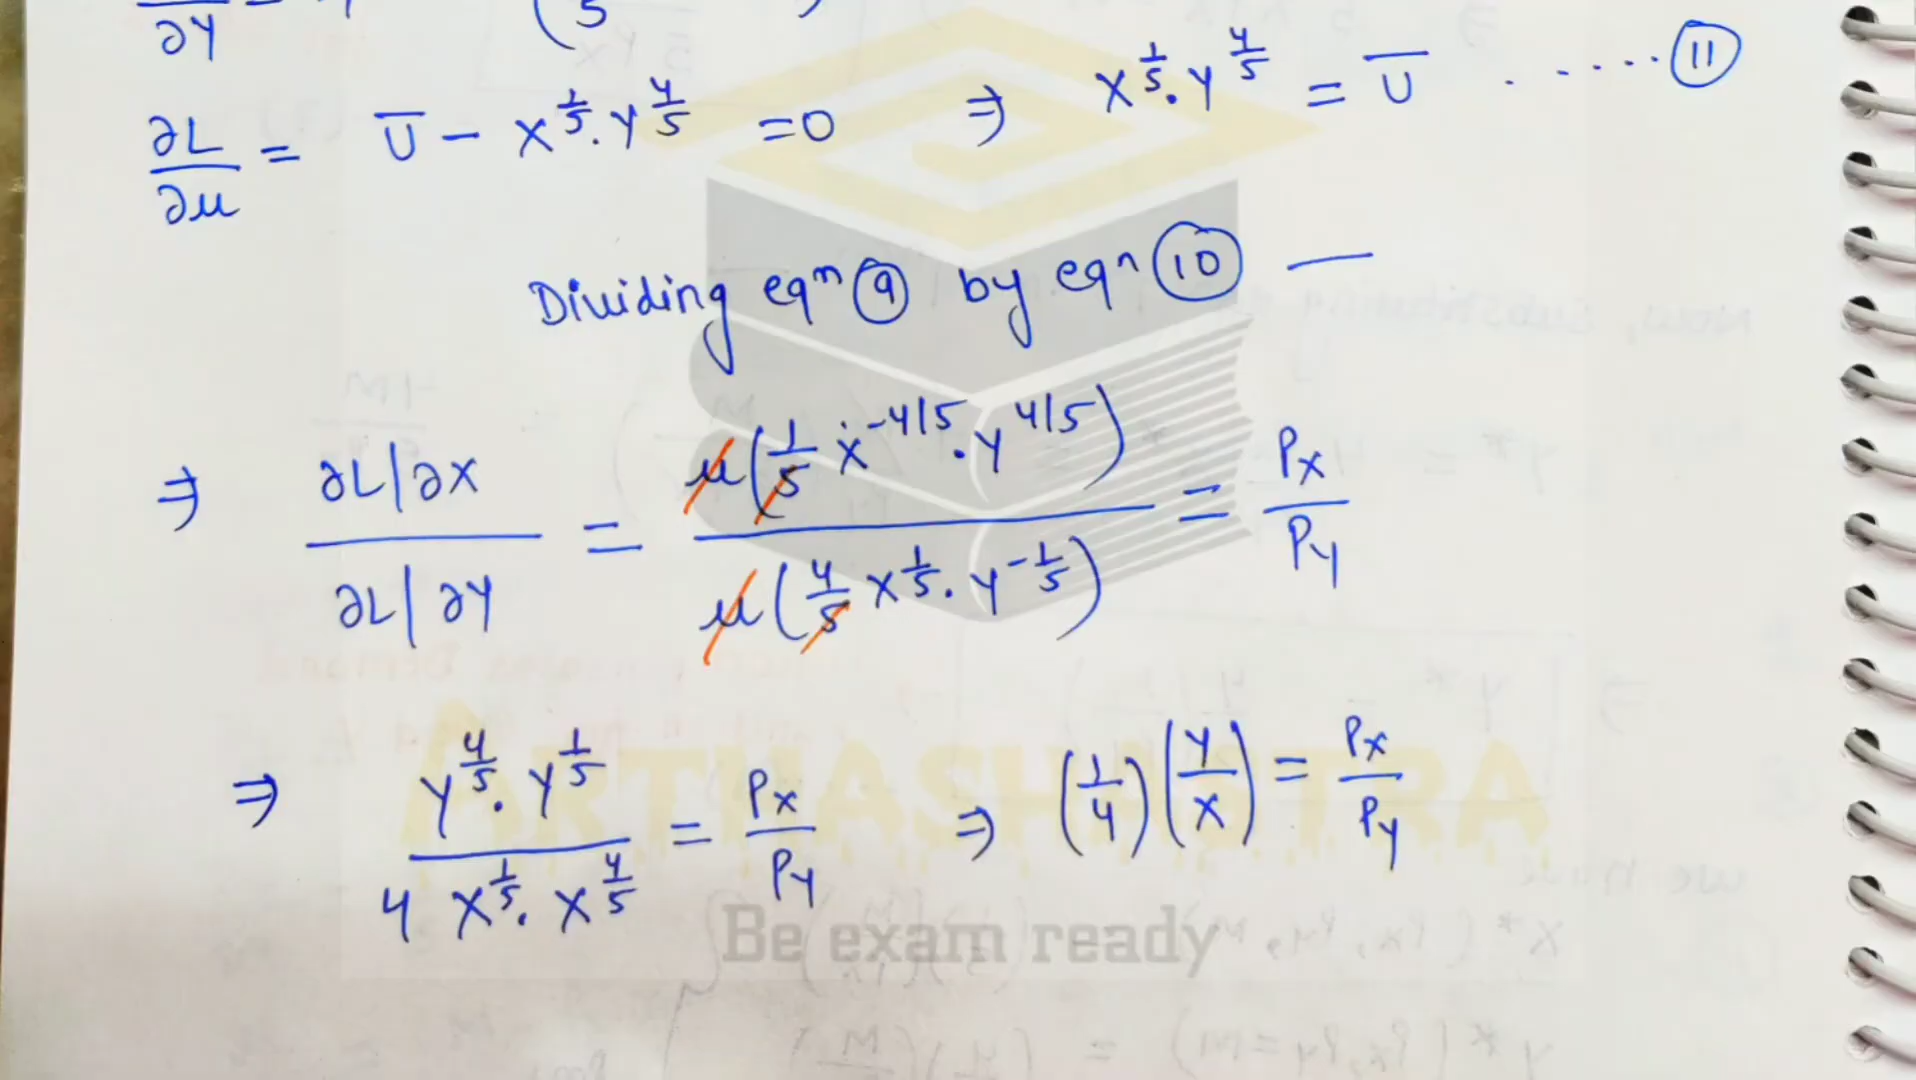 ∂Y
∂L/∂μ = U̅ − X^{1/5}.Y^{4/5} = 0 ⇒ X^{1/5}.Y^{4/5} = U̅ ...... ⑪
Dividing eqⁿ ⑨ by eqⁿ ⑩ —
⇒ (∂L|∂X)/(∂L|∂Y) = μ(1/5 X^{-4/5}.Y^{4/5})/μ(4/5 X^{1/5}.Y^{-1/5}) = Px/Py
⇒ (Y^{4/5}.Y^{1/5})/(4 X^{1/5}.X^{4/5}) = Px/Py ⇒ (1/4)(Y/X) = Px/Py
ARTHASHASTRA
Be exam ready